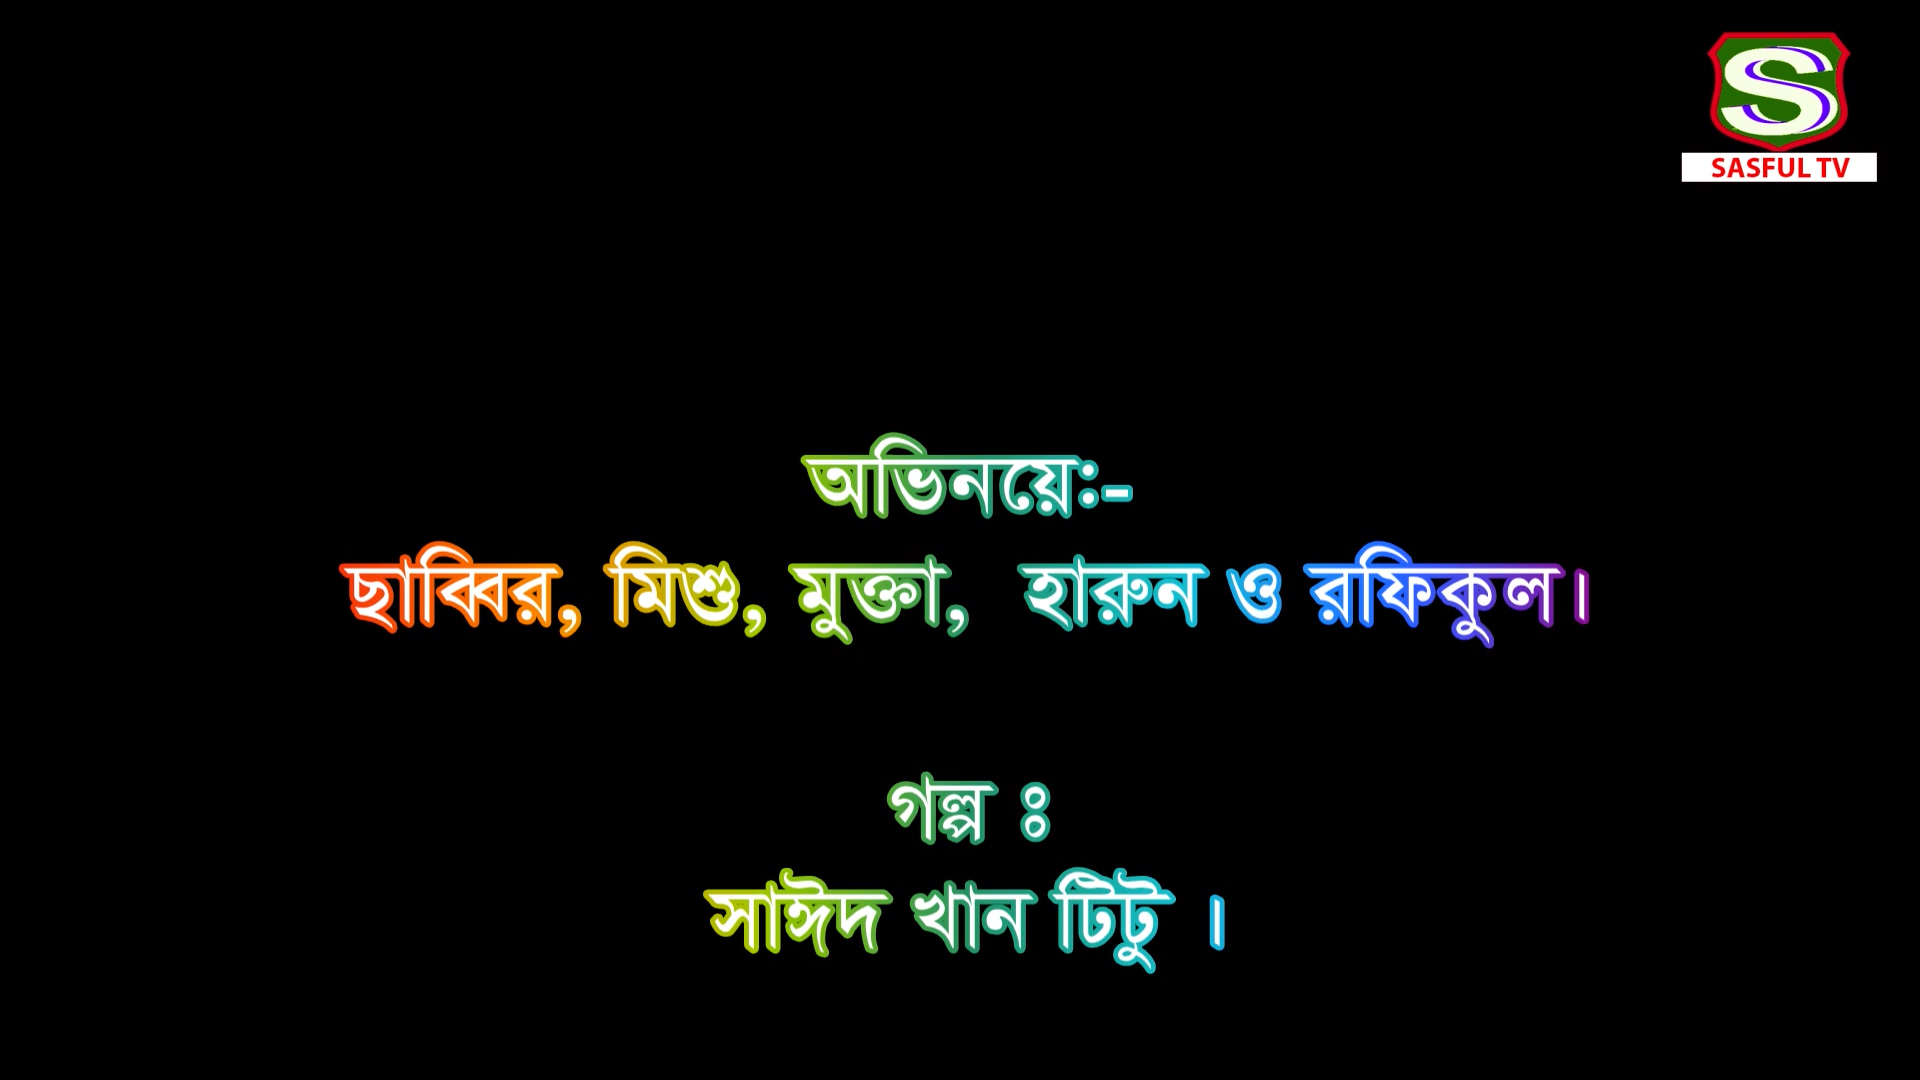 SASFUL TV
অভিনয়েঃ-
ছাব্বির, মিশু, মুক্তা, হারুন ও রফিকুল।
গল্প ঃ
সাঈদ খান টিটু ।